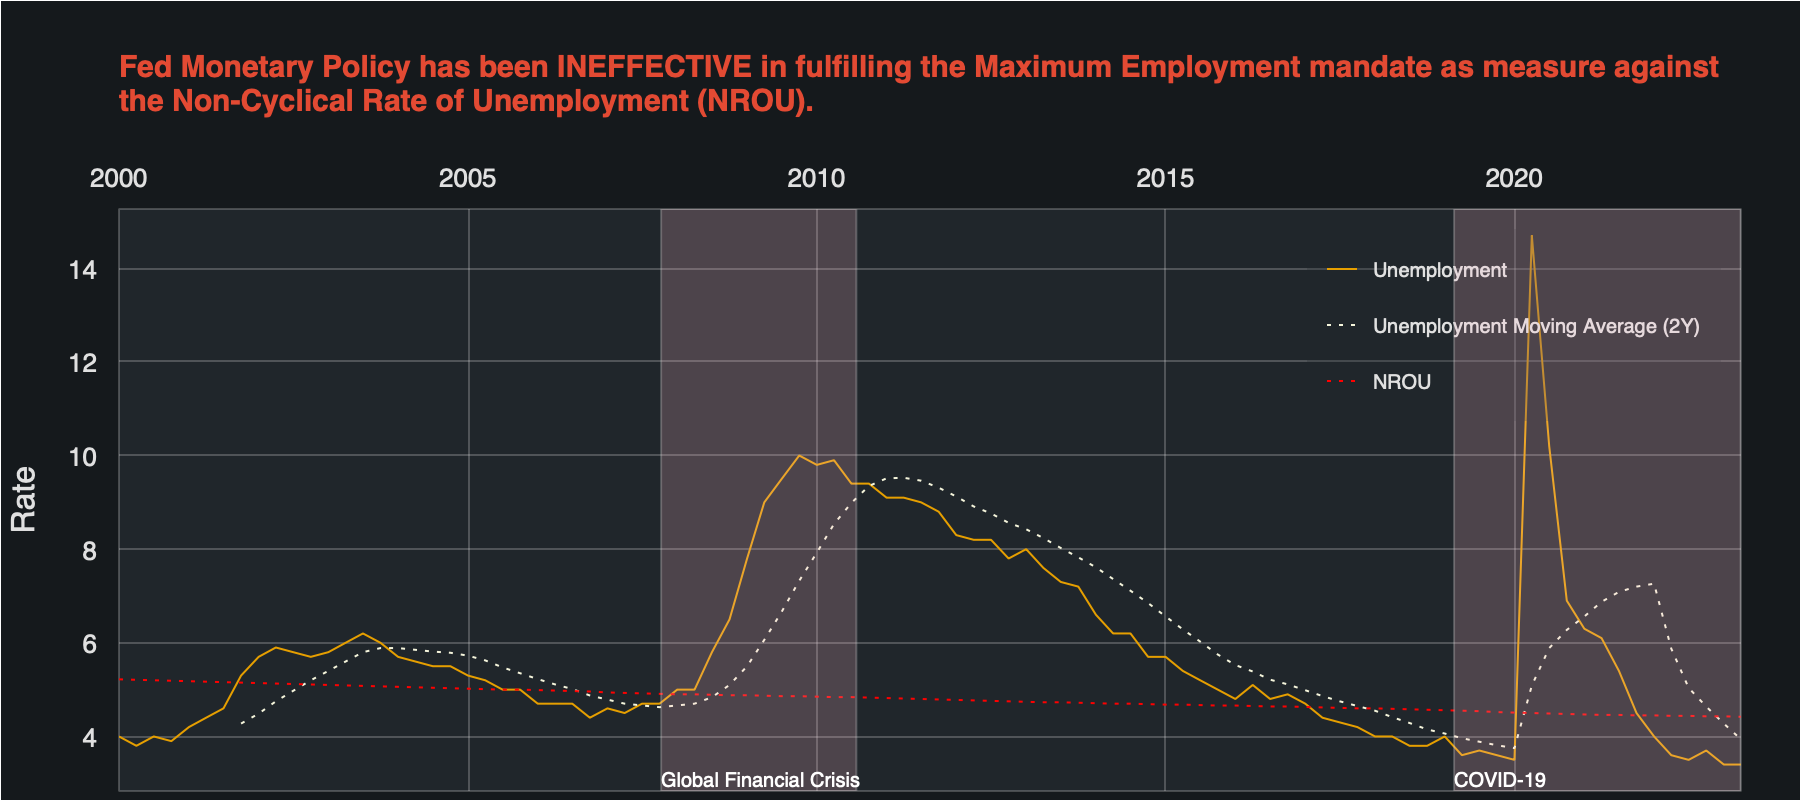 Fed Monetary Policy has been INEFFECTIVE in fulfilling the Maximum Employment mandate as measure against
the Non-Cyclical Rate of Unemployment (NROU).
2000 2005 2010 2015 2020
14
12
10
8
6
4
Rate
Unemployment
Unemployment Moving Average (2Y)
NROU
Global Financial Crisis
COVID-19